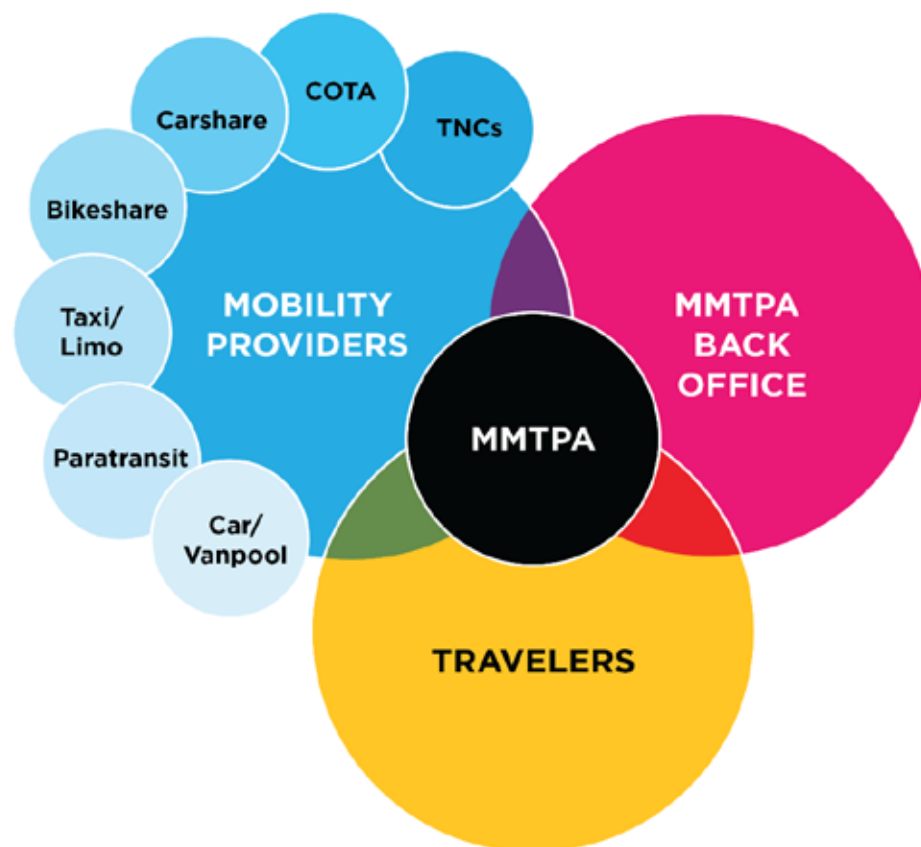 COTA
Carshare
TNCs
Bikeshare
Taxi/
Limo
MOBILITY
PROVIDERS
MMTPA
BACK
OFFICE
Paratransit
MMTPA
Car/
Vanpool
TRAVELERS